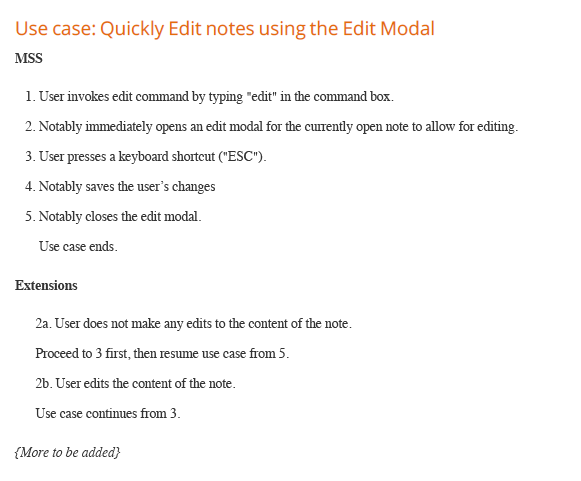 Use case: Quickly Edit notes using the Edit Modal
MSS
1. User invokes edit command by typing "edit" in the command box.
2. Notably immediately opens an edit modal for the currently open note to allow for editing.
3. User presses a keyboard shortcut ("ESC").
4. Notably saves the user’s changes
5. Notably closes the edit modal.
Use case ends.
Extensions
2a. User does not make any edits to the content of the note.
Proceed to 3 first, then resume use case from 5.
2b. User edits the content of the note.
Use case continues from 3.
{More to be added}